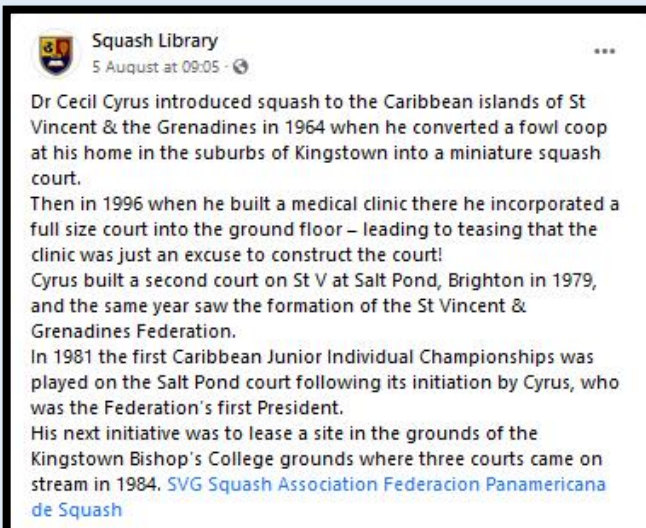 Squash Library
5 August at 09:05 ·
Dr Cecil Cyrus introduced squash to the Caribbean islands of St
Vincent & the Grenadines in 1964 when he converted a fowl coop
at his home in the suburbs of Kingstown into a miniature squash
court.
Then in 1996 when he built a medical clinic there he incorporated a
full size court into the ground floor – leading to teasing that the
clinic was just an excuse to construct the court!
Cyrus built a second court on St V at Salt Pond, Brighton in 1979,
and the same year saw the formation of the St Vincent &
Grenadines Federation.
In 1981 the first Caribbean Junior Individual Championships was
played on the Salt Pond court following its initiation by Cyrus, who
was the Federation's first President.
His next initiative was to lease a site in the grounds of the
Kingstown Bishop's College grounds where three courts came on
stream in 1984. SVG Squash Association Federacion Panamericana
de Squash